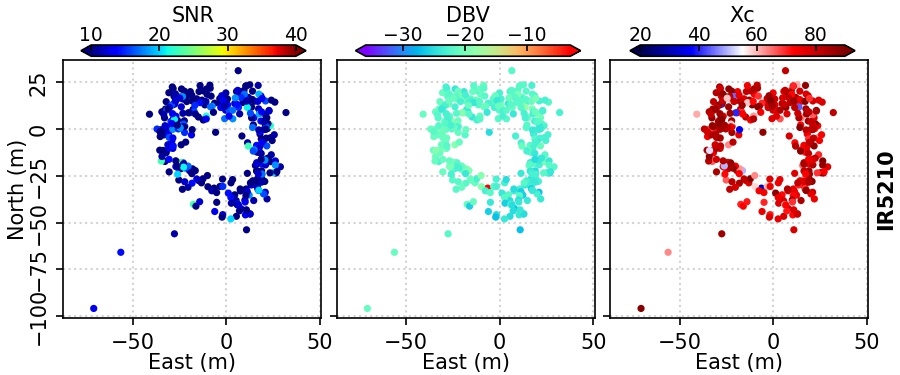 SNR DBV Xc
10 20 30 40 −30 −20 −10 20 40 60 80
25
0
−25
−50
−75
−100
North (m)
IR5210
−50 0 50 −50 0 50 −50 0 50
East (m) East (m) East (m)